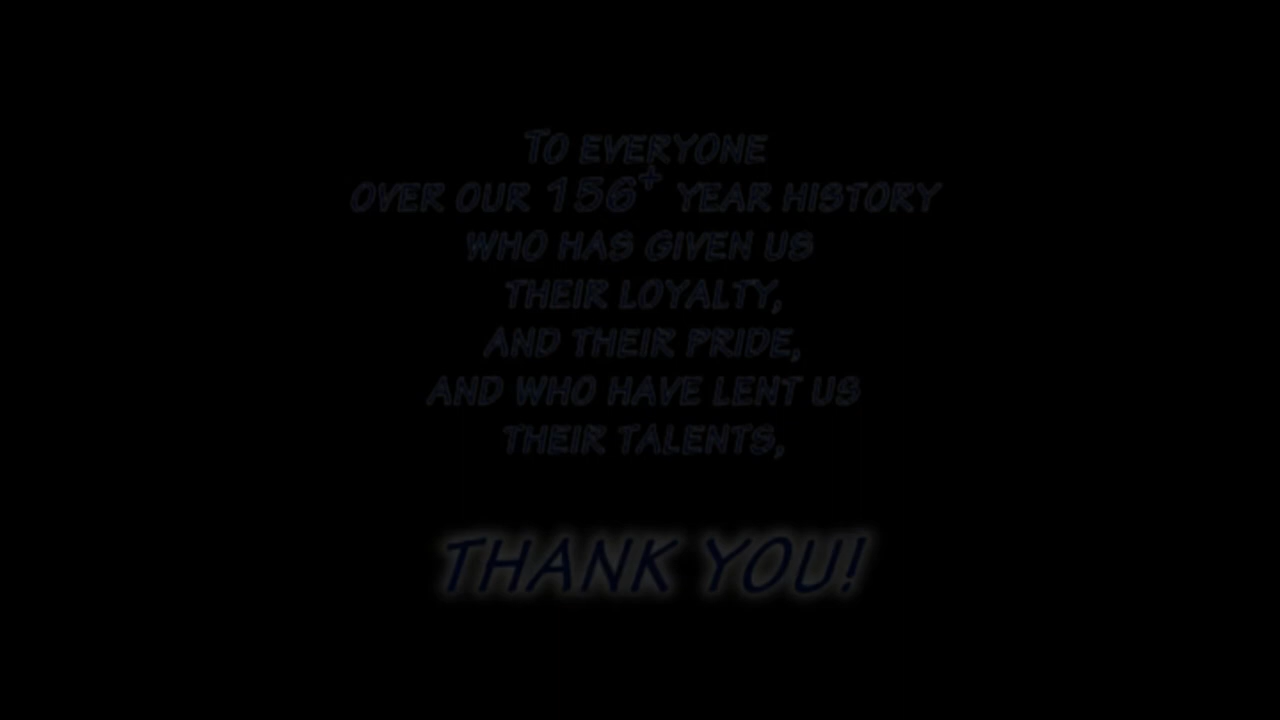 TO EVERYONE
OVER OUR 156+ YEAR HISTORY
WHO HAS GIVEN US
THEIR LOYALTY,
AND THEIR PRIDE,
AND WHO HAVE LENT US
THEIR TALENTS,
THANK YOU!